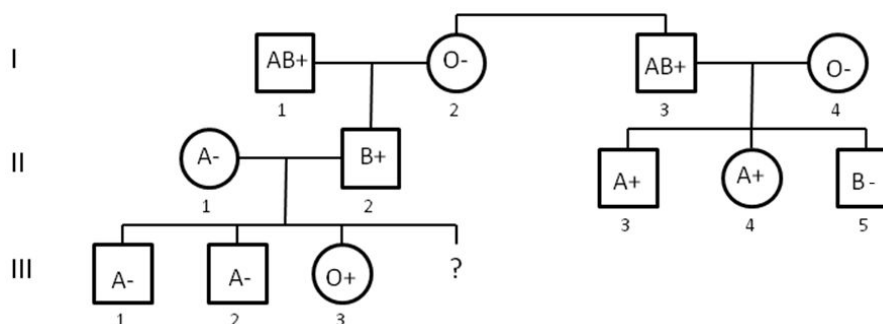 I
AB+
O-
AB+
O-
1
2
3
4
II
A-
B+
A+
A+
B -
1
2
3
4
5
III
A-
A-
O+
?
1
2
3